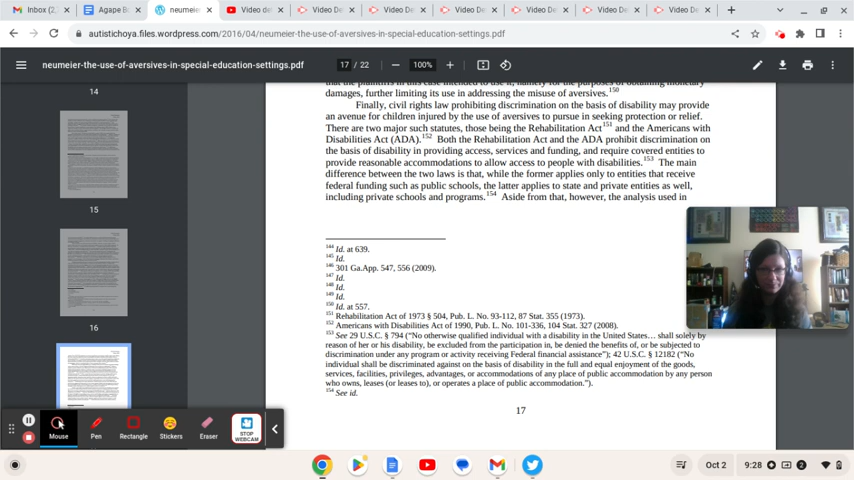 Inbox (2,
Agape Bo
neumeier
Video de
Video De
Video De
Video De
Video De
Video De
Video De
autistichoya.files.wordpress.com/2016/04/neumeier-the-use-of-aversives-in-special-education-settings.pdf
neumeier-the-use-of-aversives-in-special-education-settings.pdf
17 / 22
100%
14
15
16
damages, further limiting its use in addressing the misuse of aversives.150
Finally, civil rights law prohibiting discrimination on the basis of disability may provide
an avenue for children injured by the use of aversives to pursue in seeking protection or relief.
There are two major such statutes, those being the Rehabilitation Act151 and the Americans with
Disabilities Act (ADA).152 Both the Rehabilitation Act and the ADA prohibit discrimination on
the basis of disability in providing access, services and funding, and require covered entities to
provide reasonable accommodations to allow access to people with disabilities.153 The main
difference between the two laws is that, while the former applies only to entities that receive
federal funding such as public schools, the latter applies to state and private entities as well,
including private schools and programs.154 Aside from that, however, the analysis used in
144 Id. at 639.
145 Id.
146 301 Ga.App. 547, 556 (2009).
147 Id.
148 Id.
149 Id.
150 Id. at 557.
151 Rehabilitation Act of 1973 § 504, Pub. L. No. 93-112, 87 Stat. 355 (1973).
152 Americans with Disabilities Act of 1990, Pub. L. No. 101-336, 104 Stat. 327 (2008).
153 See 29 U.S.C. § 794 (“No otherwise qualified individual with a disability in the United States… shall solely by
reason of her or his disability, be excluded from the participation in, be denied the benefits of, or be subjected to
discrimination under any program or activity receiving Federal financial assistance”); 42 U.S.C. § 12182 (“No
individual shall be discriminated against on the basis of disability in the full and equal enjoyment of the goods,
services, facilities, privileges, advantages, or accommodations of any place of public accommodation by any person
who owns, leases (or leases to), or operates a place of public accommodation.”).
154 See id.
17
Mouse
Pen
Rectangle
Stickers
Eraser
STOP
WEBCAM
Oct 2
9:28
2